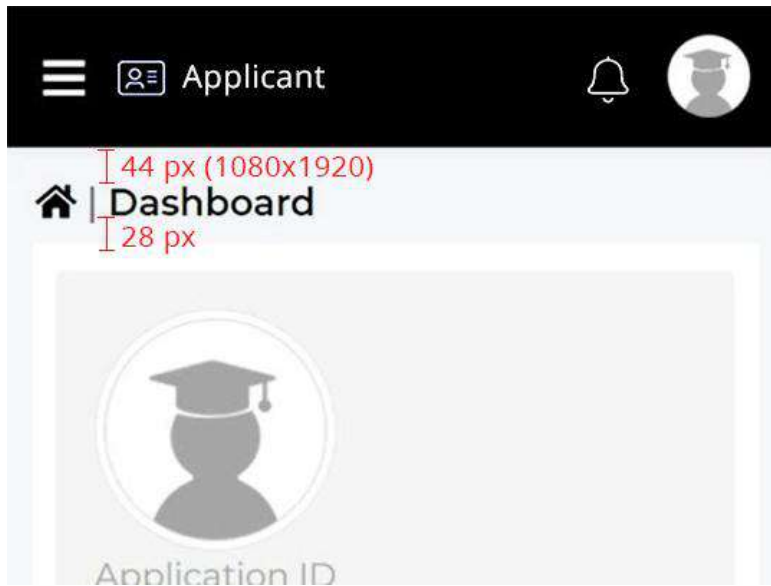 Applicant
44 px (1080x1920)
| Dashboard
28 px
Application ID